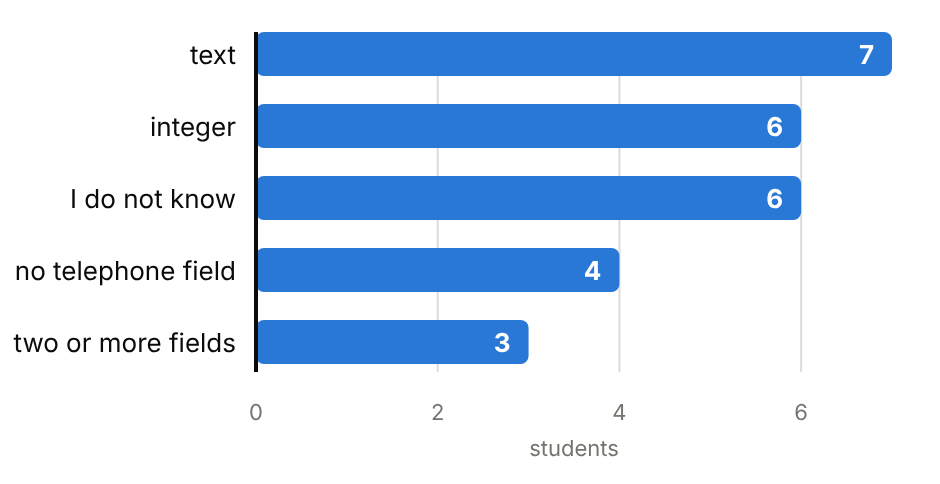 text 7
integer 6
I do not know 6
no telephone field 4
two or more fields 3
0 2 4 6
students